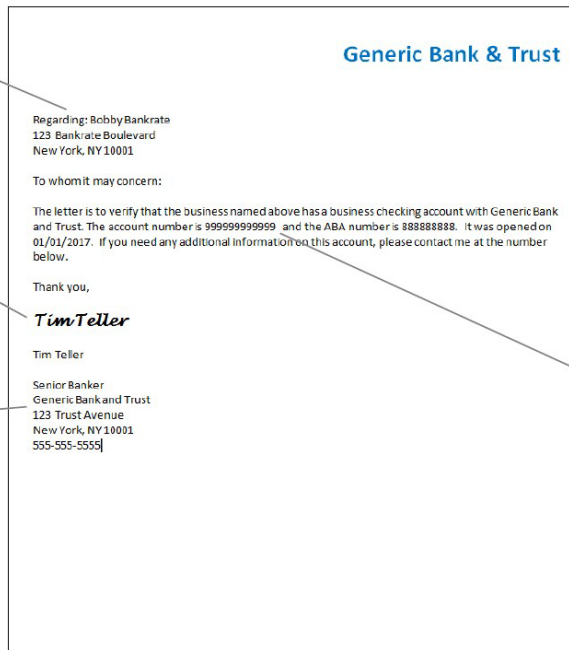 Generic Bank & Trust
Regarding: Bobby Bankrate
123 Bankrate Boulevard
New York, NY 10001
To whom it may concern:
The letter is to verify that the business named above has a business checking account with Generic Bank
and Trust. The account number is 999999999999 and the ABA number is 888888888. It was opened on
01/01/2017. If you need any additional information on this account, please contact me at the number
below.
Thank you,
Tim Teller
Tim Teller
Senior Banker
Generic Bank and Trust
123 Trust Avenue
New York, NY 10001
555-555-5555